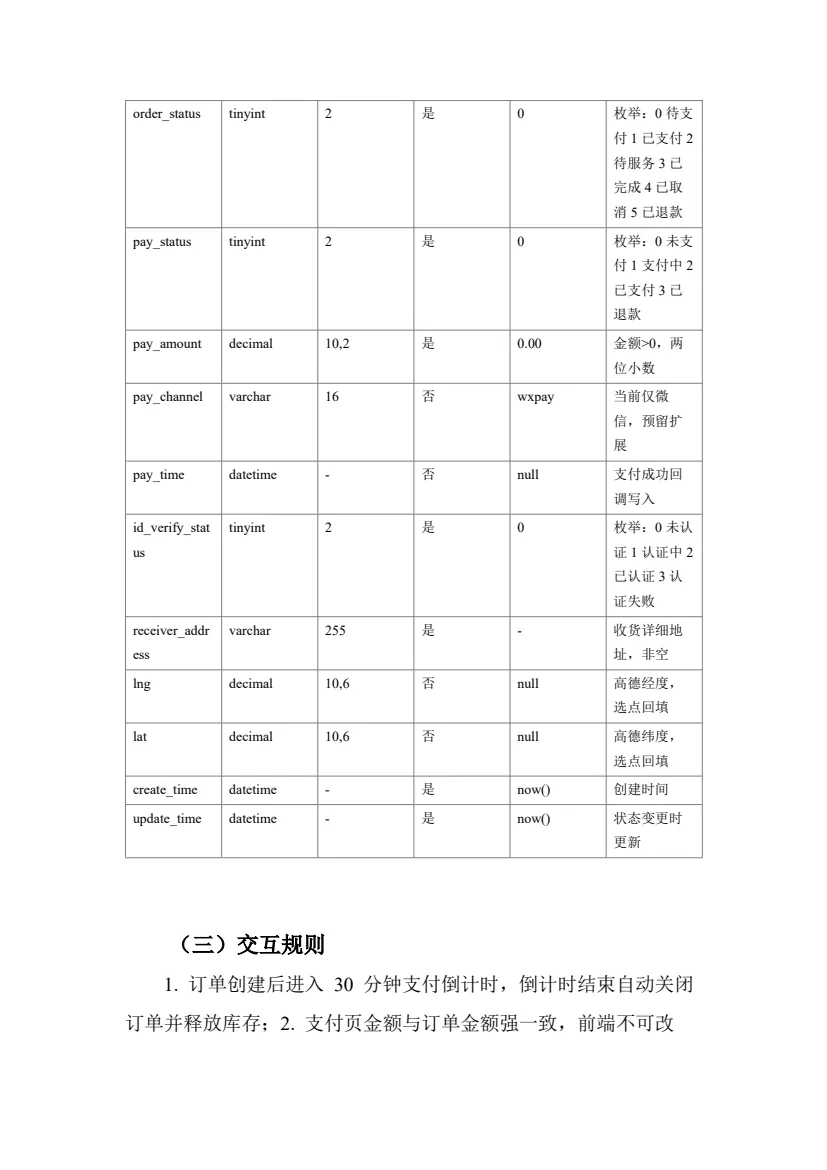 order_status tinyint 2 是 0 枚举：0 待支
付 1 已支付 2
待服务 3 已
完成 4 已取
消 5 已退款
pay_status tinyint 2 是 0 枚举：0 未支
付 1 支付中 2
已支付 3 已
退款
pay_amount decimal 10,2 是 0.00 金额>0，两
位小数
pay_channel varchar 16 否 wxpay 当前仅微
信，预留扩
展
pay_time datetime - 否 null 支付成功回
调写入
id_verify_stat tinyint 2 是 0 枚举：0 未认
us 证 1 认证中 2
已认证 3 认
证失败
receiver_addr varchar 255 是 - 收货详细地
ess 址，非空
lng decimal 10,6 否 null 高德经度，
选点回填
lat decimal 10,6 否 null 高德纬度，
选点回填
create_time datetime - 是 now() 创建时间
update_time datetime - 是 now() 状态变更时
更新
（三）交互规则
1. 订单创建后进入 30 分钟支付倒计时，倒计时结束自动关闭
订单并释放库存；2. 支付页金额与订单金额强一致，前端不可改